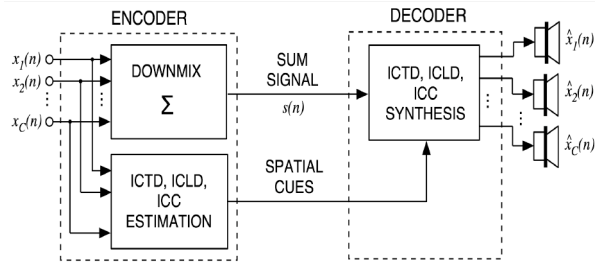 ENCODER
DECODER
x1(n)
x2(n)
xC(n)
DOWNMIX
Σ
ICTD, ICLD,
ICC
ESTIMATION
SUM
SIGNAL
s(n)
SPATIAL
CUES
ICTD, ICLD,
ICC
SYNTHESIS
x̂1(n)
x̂2(n)
x̂C(n)